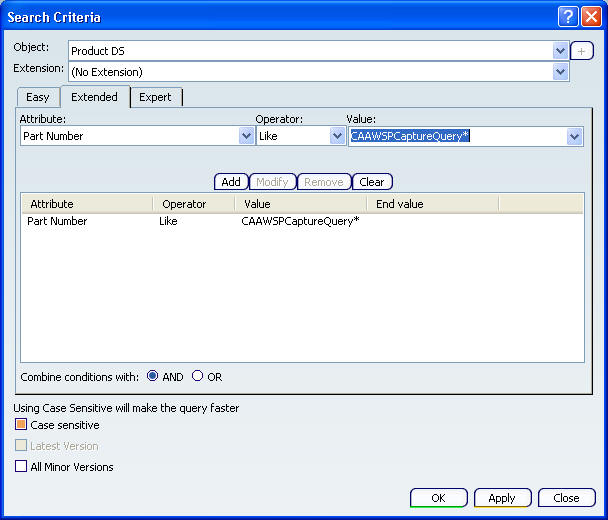 Search Criteria
Object: Product DS +
Extension: (No Extension)
Easy Extended Expert
Attribute: Operator: Value:
Part Number Like CAAWSPCaptureQuery*
Add Modify Remove Clear
Attribute Operator Value End value
Part Number Like CAAWSPCaptureQuery*
Combine conditions with: AND OR
Using Case Sensitive will make the query faster
Case sensitive
Latest Version
All Minor Versions
OK Apply Close